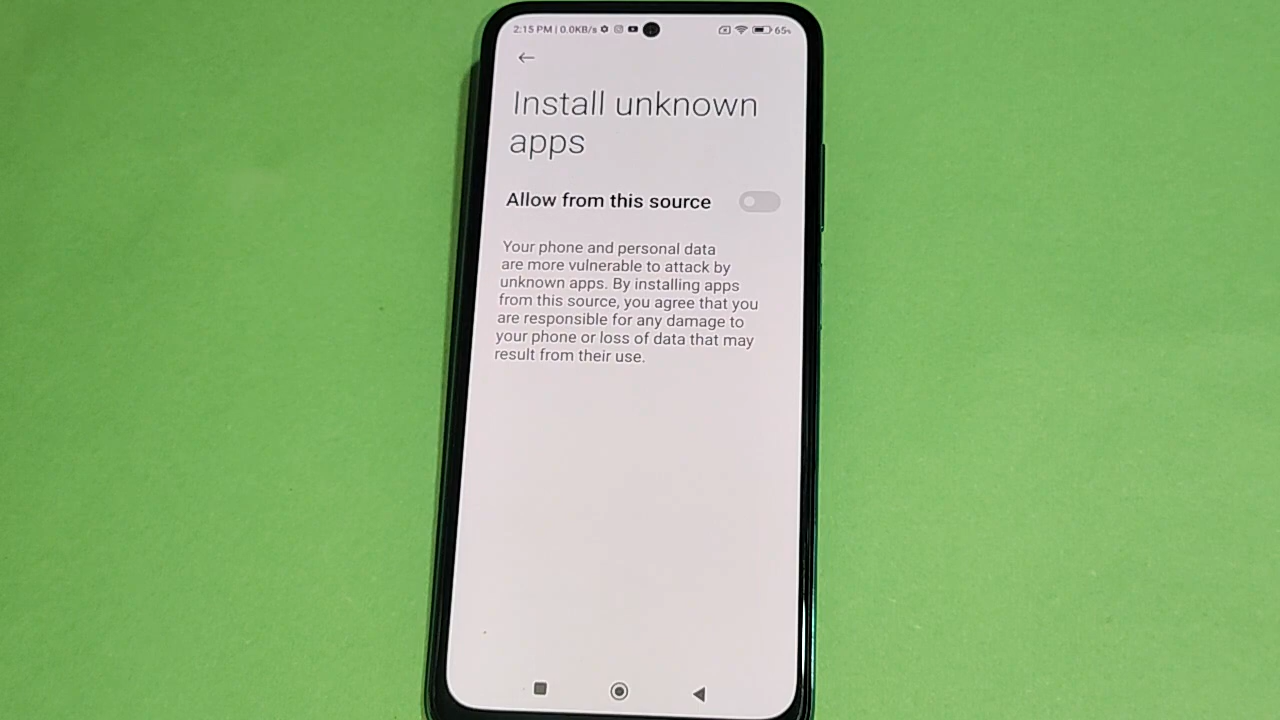 2:15 PM | 0.0KB/s 65%
Install unknown
apps
Allow from this source
Your phone and personal data
are more vulnerable to attack by
unknown apps. By installing apps
from this source, you agree that you
are responsible for any damage to
your phone or loss of data that may
result from their use.